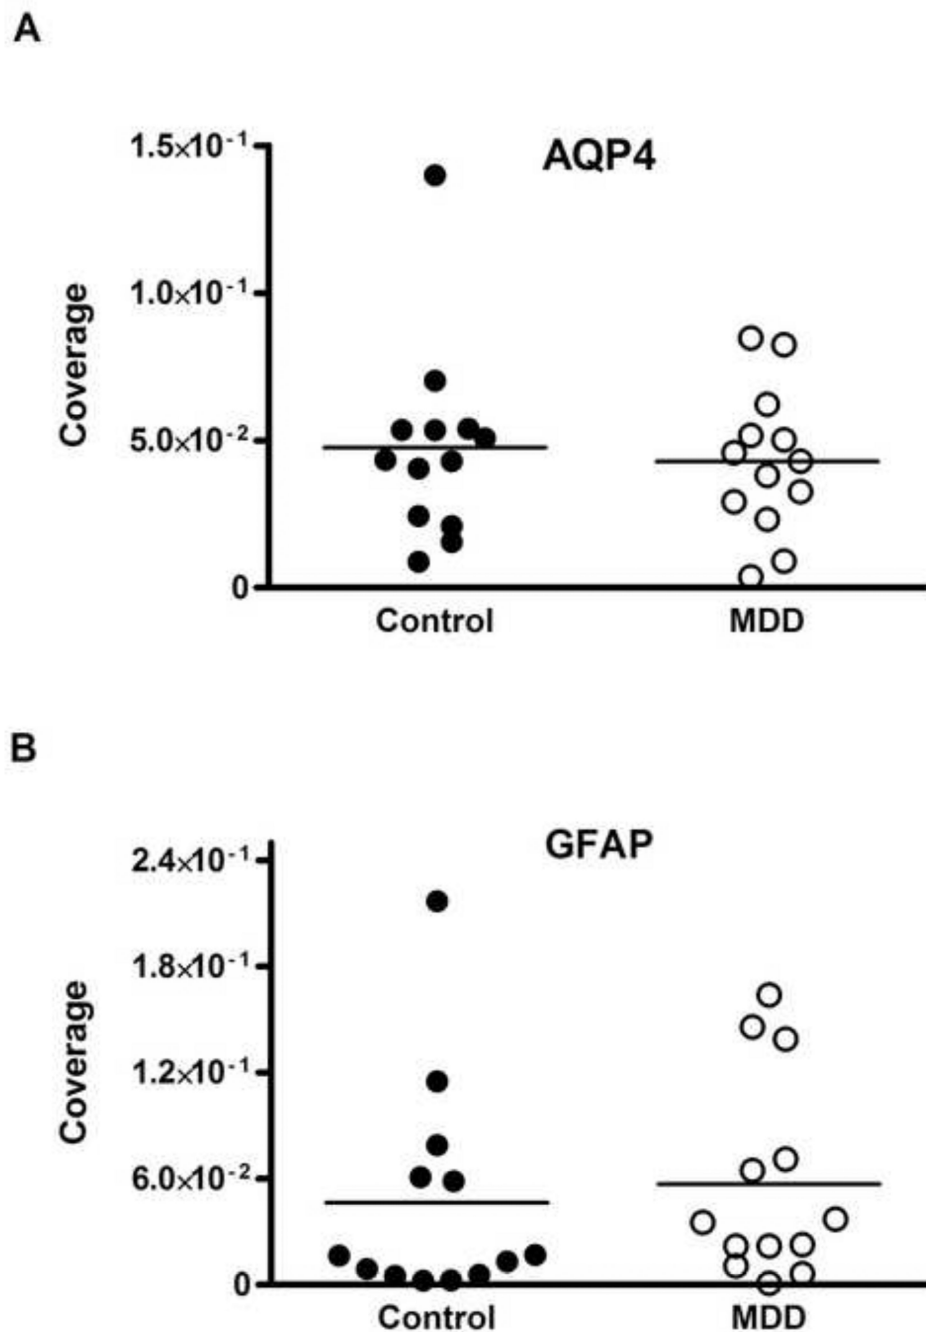 A
AQP4
1.5×10⁻¹
1.0×10⁻¹
5.0×10⁻²
0
Coverage
Control MDD
B
GFAP
2.4×10⁻¹
1.8×10⁻¹
1.2×10⁻¹
6.0×10⁻²
0
Coverage
Control MDD